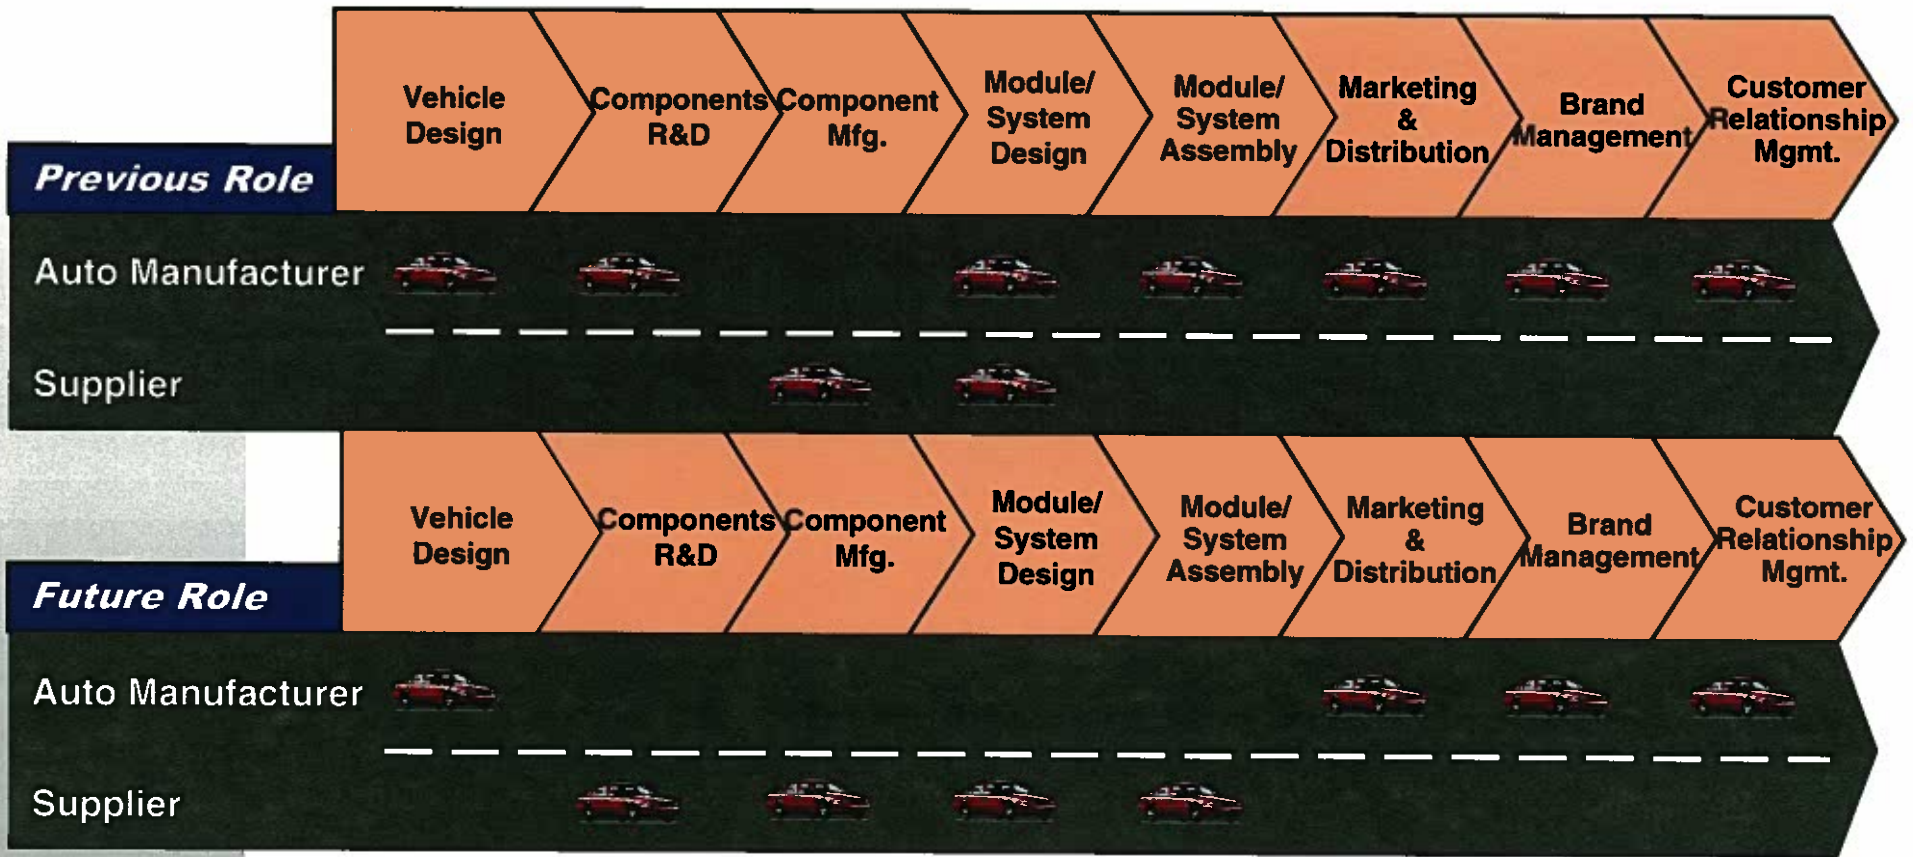 Vehicle
Design
Components
R&D
Component
Mfg.
Module/
System
Design
Module/
System
Assembly
Marketing
&
Distribution
Brand
Management
Customer
Relationship
Mgmt.
Previous Role
Auto Manufacturer
Supplier
Vehicle
Design
Components
R&D
Component
Mfg.
Module/
System
Design
Module/
System
Assembly
Marketing
&
Distribution
Brand
Management
Customer
Relationship
Mgmt.
Future Role
Auto Manufacturer
Supplier